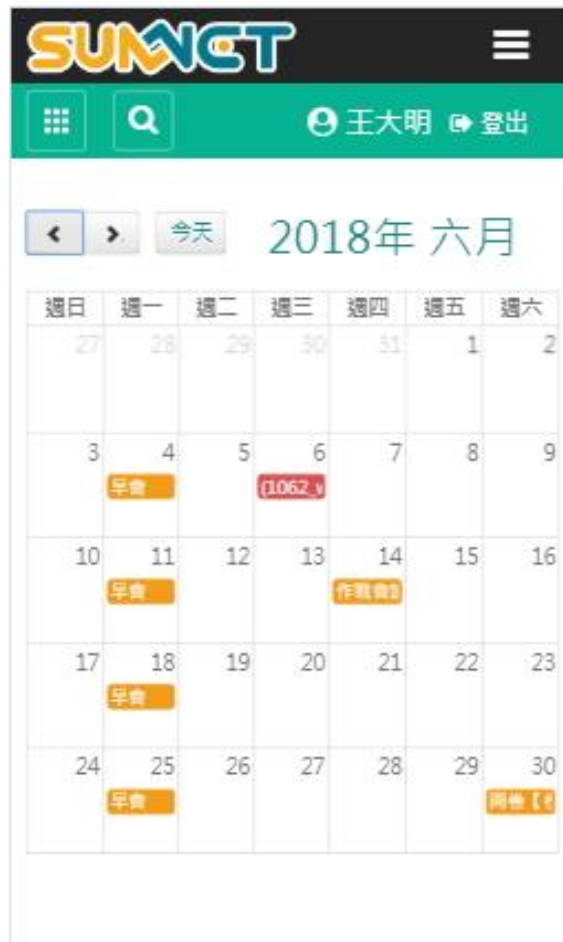 SUNNET
王大明 登出
今天 2018年 六月
週日 週一 週二 週三 週四 週五 週六
27 28 29 30 31 1 2
3 4 5 6 7 8 9
早會 (1062_
10 11 12 13 14 15 16
早會 作戰會
17 18 19 20 21 22 23
早會
24 25 26 27 28 29 30
早會